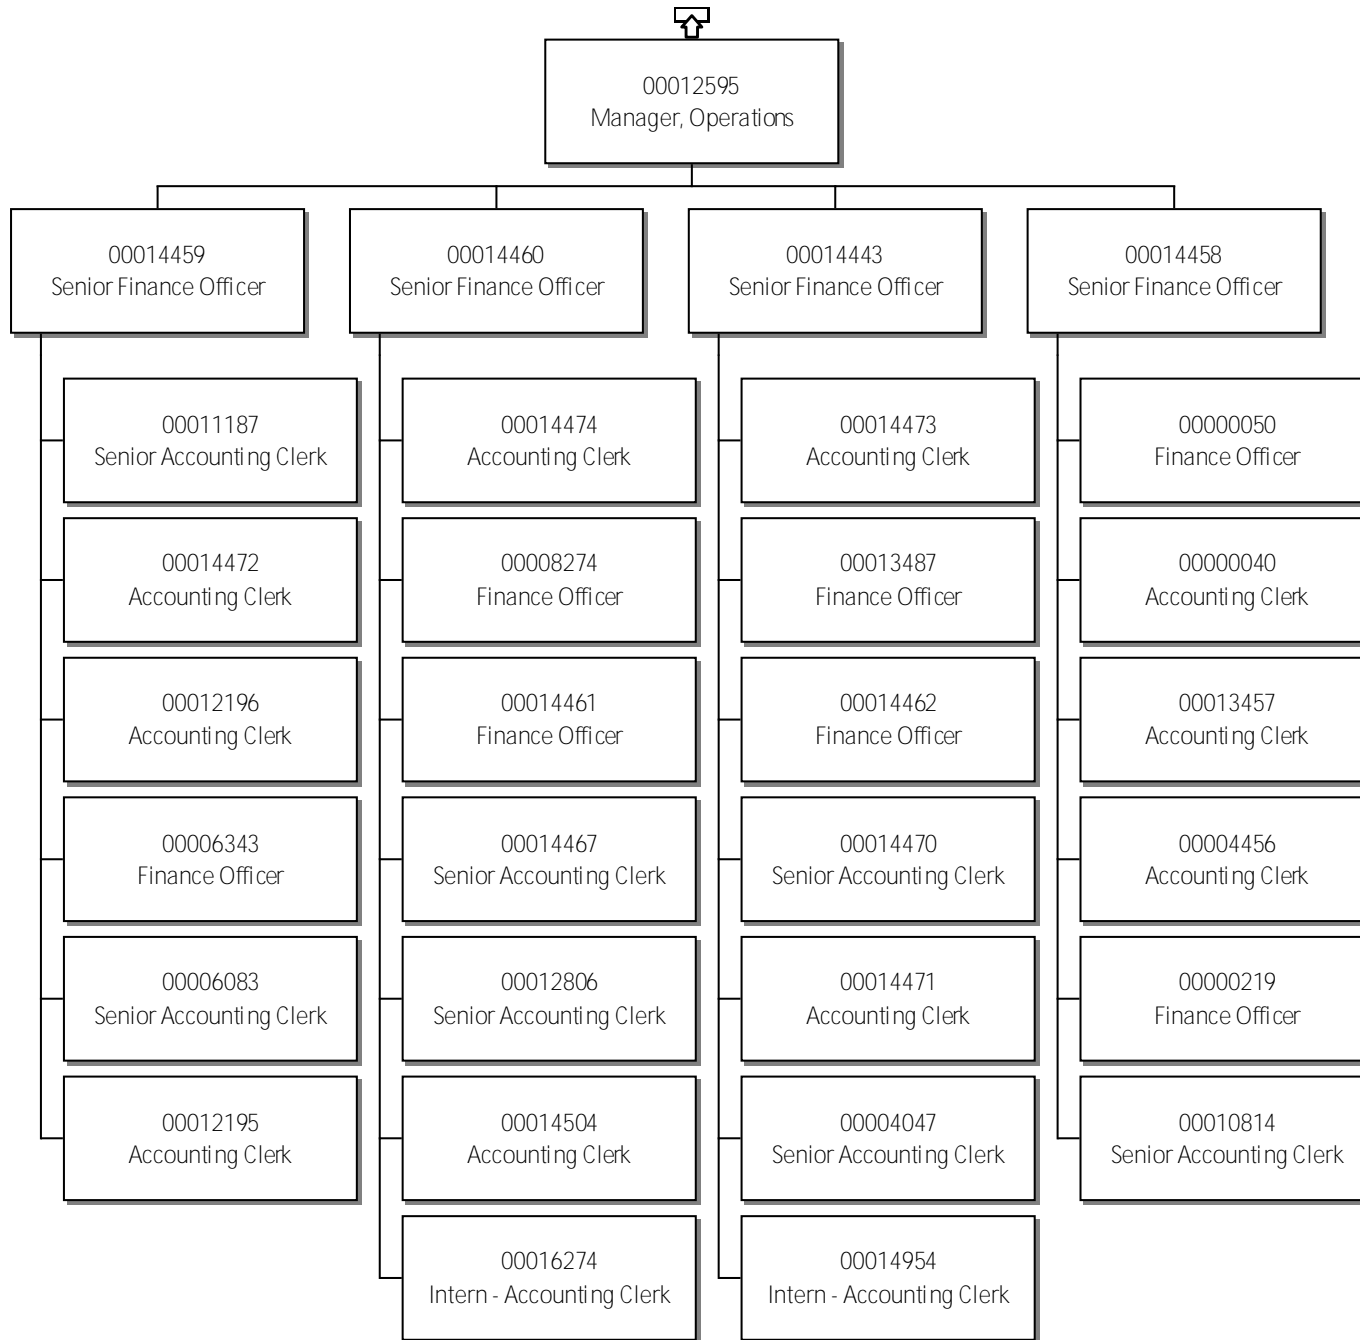 00012595
Manager, Operations
00014459
Senior Finance Officer
00014460
Senior Finance Officer
00014443
Senior Finance Officer
00014458
Senior Finance Officer
00011187
Senior Accounting Clerk
00014472
Accounting Clerk
00012196
Accounting Clerk
00006343
Finance Officer
00006083
Senior Accounting Clerk
00012195
Accounting Clerk
00014474
Accounting Clerk
00008274
Finance Officer
00014461
Finance Officer
00014467
Senior Accounting Clerk
00012806
Senior Accounting Clerk
00014504
Accounting Clerk
00016274
Intern - Accounting Clerk
00014473
Accounting Clerk
00013487
Finance Officer
00014462
Finance Officer
00014470
Senior Accounting Clerk
00014471
Accounting Clerk
00004047
Senior Accounting Clerk
00014954
Intern - Accounting Clerk
00000050
Finance Officer
00000040
Accounting Clerk
00013457
Accounting Clerk
00004456
Accounting Clerk
00000219
Finance Officer
00010814
Senior Accounting Clerk